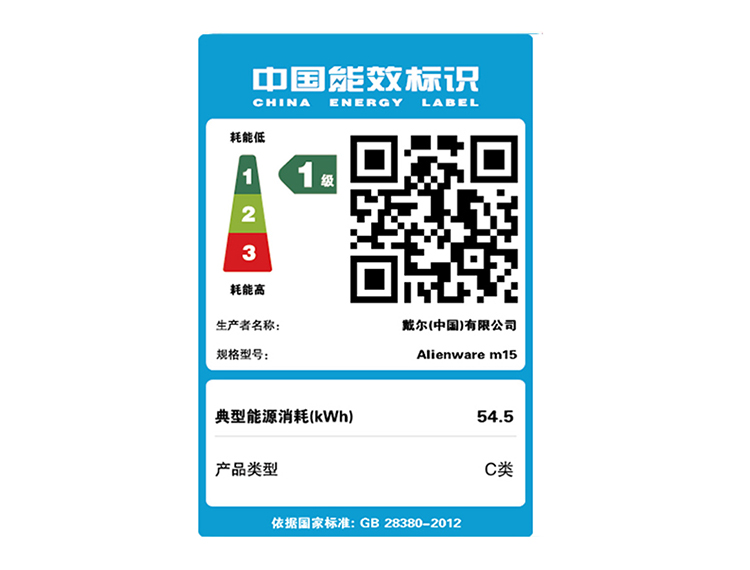 中国能效标识
CHINA ENERGY LABEL
耗能低
1
2
3
1级
耗能高
生产者名称: 戴尔(中国)有限公司
规格型号: Alienware m15
典型能源消耗(kWh) 54.5
产品类型 C类
依据国家标准: GB 28380-2012